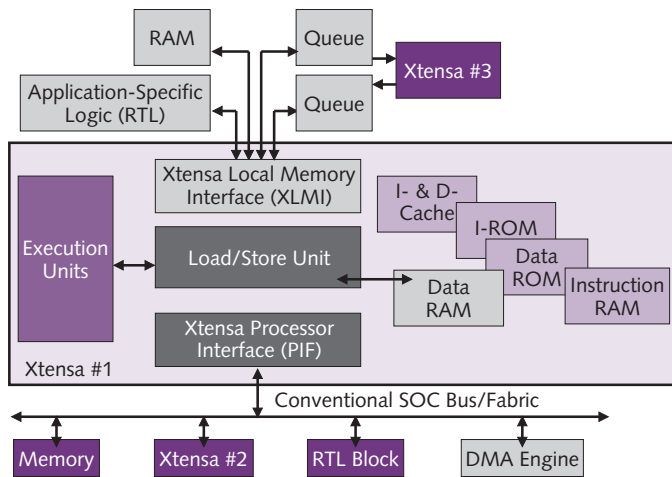 RAM
Queue
Xtensa #3
Application-Specific
Logic (RTL)
Queue
Xtensa Local Memory
Interface (XLMI)
I- & D-
Cache
I-ROM
Execution
Units
Load/Store Unit
Data
ROM
Data
RAM
Instruction
RAM
Xtensa Processor
Interface (PIF)
Xtensa #1
Conventional SOC Bus/Fabric
Memory
Xtensa #2
RTL Block
DMA Engine